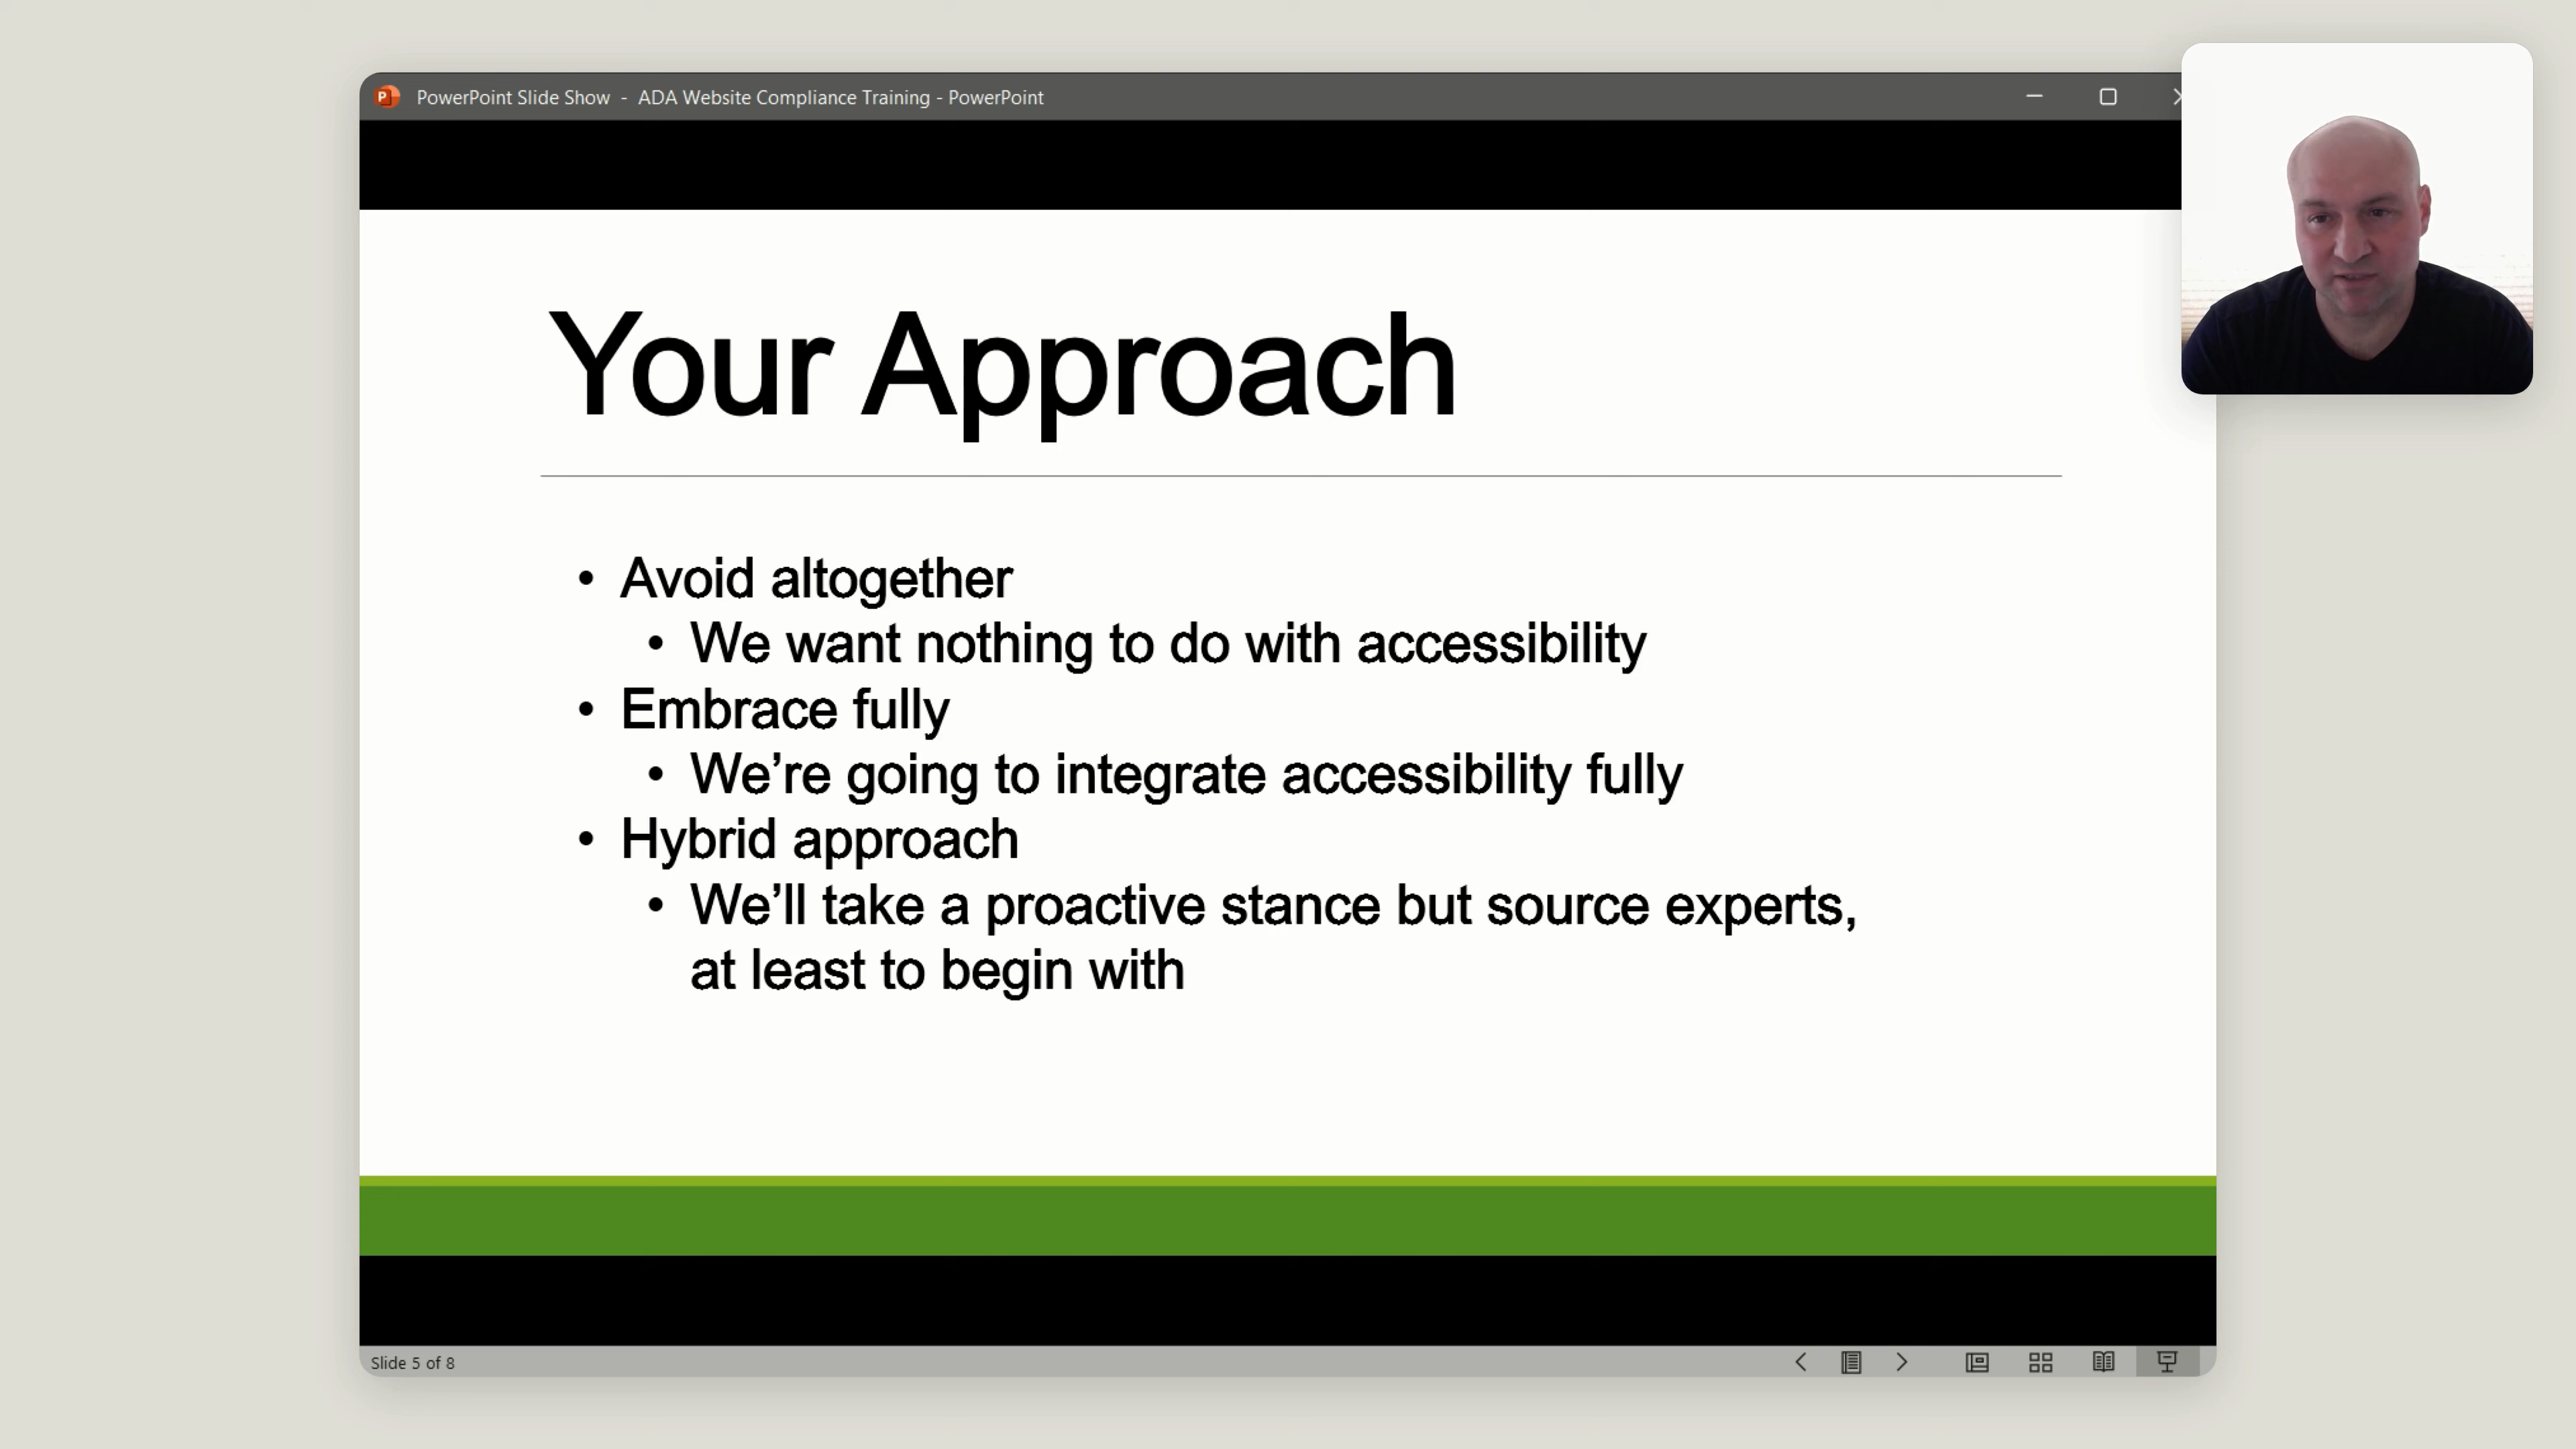 PowerPoint Slide Show - ADA Website Compliance Training - PowerPoint
Your Approach
• Avoid altogether
• We want nothing to do with accessibility
• Embrace fully
• We’re going to integrate accessibility fully
• Hybrid approach
• We’ll take a proactive stance but source experts,
at least to begin with
Slide 5 of 8